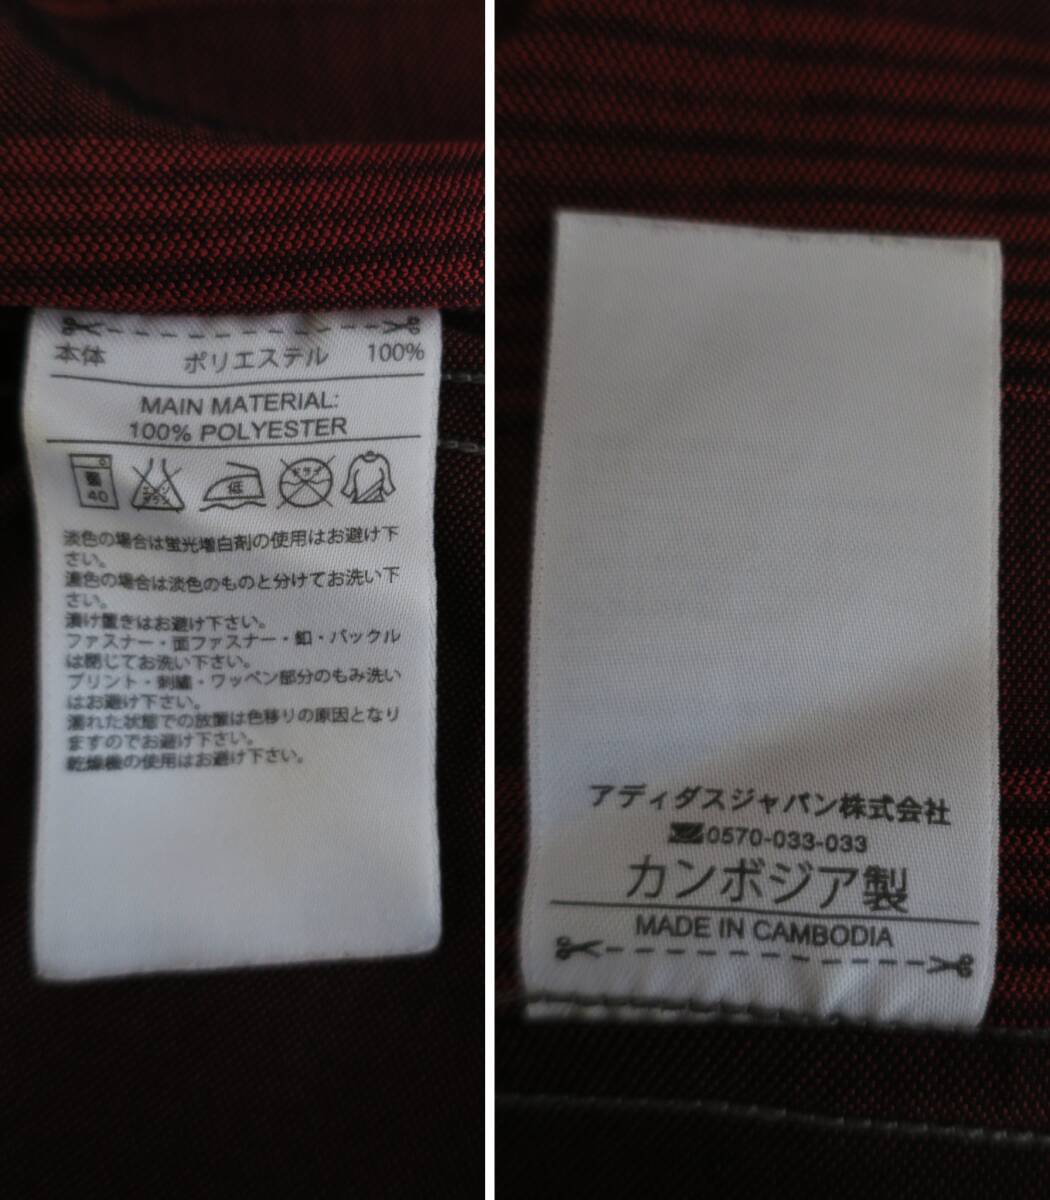 本体 ポリエステル 100%
MAIN MATERIAL:
100% POLYESTER
40 低 ドライ
淡色の場合は蛍光増白剤の使用はお避け下
さい。
濃色の場合は淡色のものと分けてお洗い下
さい。
漬け置きはお避け下さい。
ファスナー・面ファスナー・釦・バックル
は閉じてお洗い下さい。
プリント・刺繍・ワッペン部分のもみ洗い
はお避け下さい。
濡れた状態での放置は色移りの原因となり
ますのでお避け下さい。
乾燥機の使用はお避け下さい。
アディダスジャパン株式会社
0570-033-033
カンボジア製
MADE IN CAMBODIA